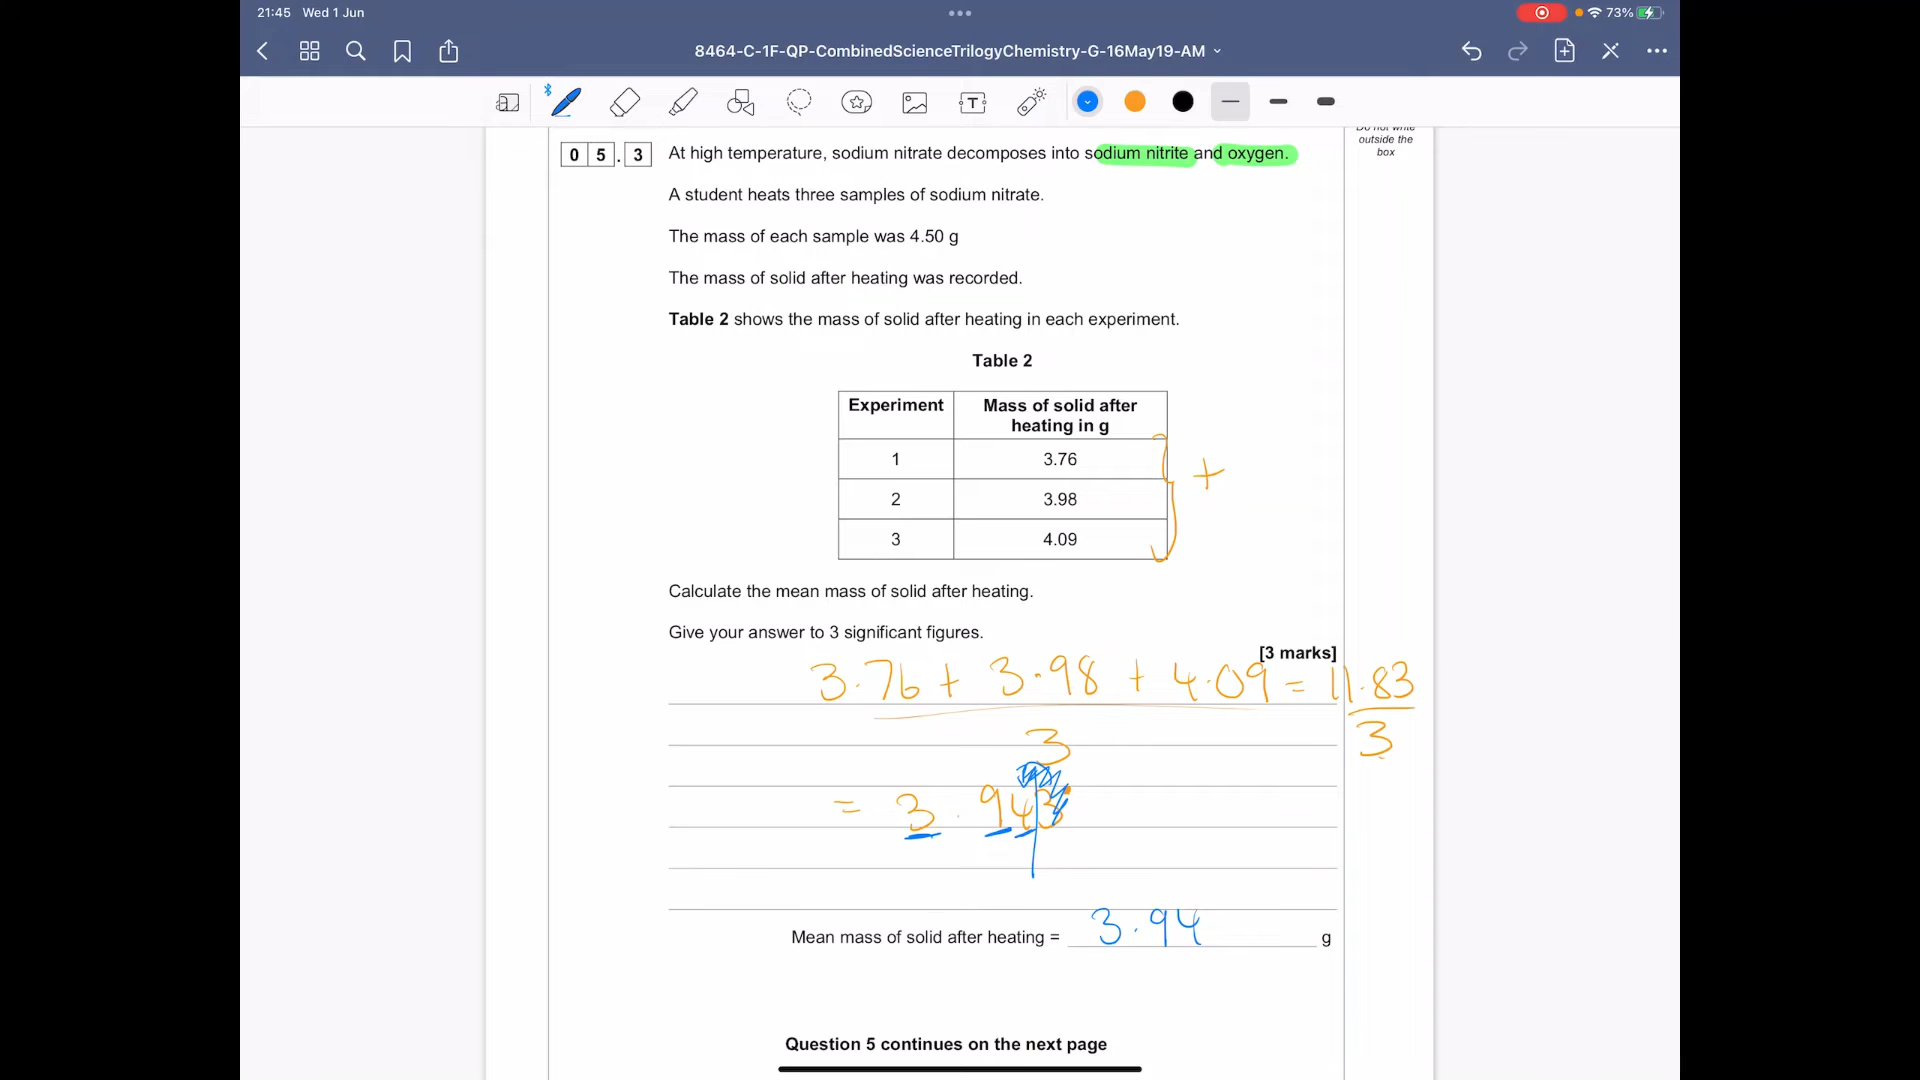 21:45 Wed 1 Jun
73%
8464-C-1F-QP-CombinedScienceTrilogyChemistry-G-16May19-AM
Do not write
outside the
box
0 5 . 3 At high temperature, sodium nitrate decomposes into sodium nitrite and oxygen.
A student heats three samples of sodium nitrate.
The mass of each sample was 4.50 g
The mass of solid after heating was recorded.
Table 2 shows the mass of solid after heating in each experiment.
Table 2
Experiment Mass of solid after heating in g
1 3.76
2 3.98
3 4.09
+
Calculate the mean mass of solid after heating.
Give your answer to 3 significant figures.
[3 marks]
3.76 + 3.98 + 4.09 = 11.83
3 3
= 3.943
Mean mass of solid after heating = 3.94 g
Question 5 continues on the next page